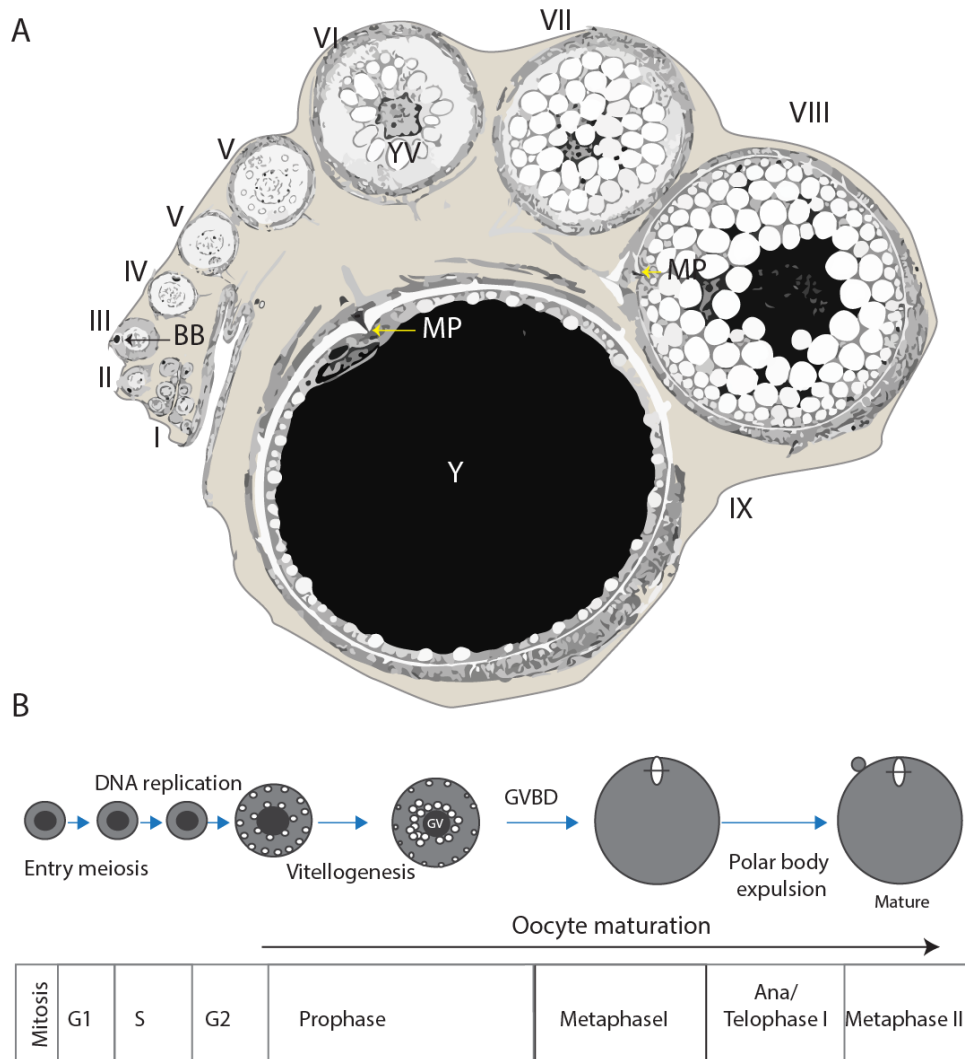 A
VI
VII
VIII
V
YV
V
IV
MP
III
BB
MP
II
I
Y
IX
B
DNA replication
GVBD
GV
Entry meiosis
Vitellogenesis
Polar body
expulsion
Mature
Oocyte maturation
Mitosis
G1
S
G2
Prophase
MetaphaseI
Ana/
Telophase I
Metaphase II